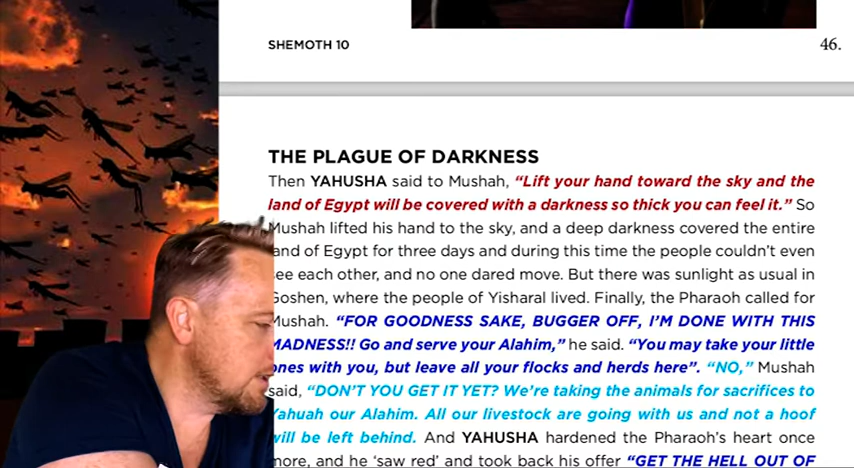 SHEMOTH 10
46.
THE PLAGUE OF DARKNESS
Then YAHUSHA said to Mushah, “Lift your hand toward the sky and the
land of Egypt will be covered with a darkness so thick you can feel it.” So
Mushah lifted his hand to the sky, and a deep darkness covered the entire
land of Egypt for three days and during this time the people couldn’t even
see each other, and no one dared move. But there was sunlight as usual in
Goshen, where the people of Yisharal lived. Finally, the Pharaoh called for
Mushah. “FOR GOODNESS SAKE, BUGGER OFF, I’M DONE WITH THIS
MADNESS!! Go and serve your Alahim,” he said. “You may take your little
ones with you, but leave all your flocks and herds here”. “NO,” Mushah
said, “DON’T YOU GET IT YET? We’re taking the animals for sacrifices to
Yahuah our Alahim. All our livestock are going with us and not a hoof
will be left behind. And YAHUSHA hardened the Pharaoh’s heart once
more, and he ‘saw red’ and took back his offer “GET THE HELL OUT OF